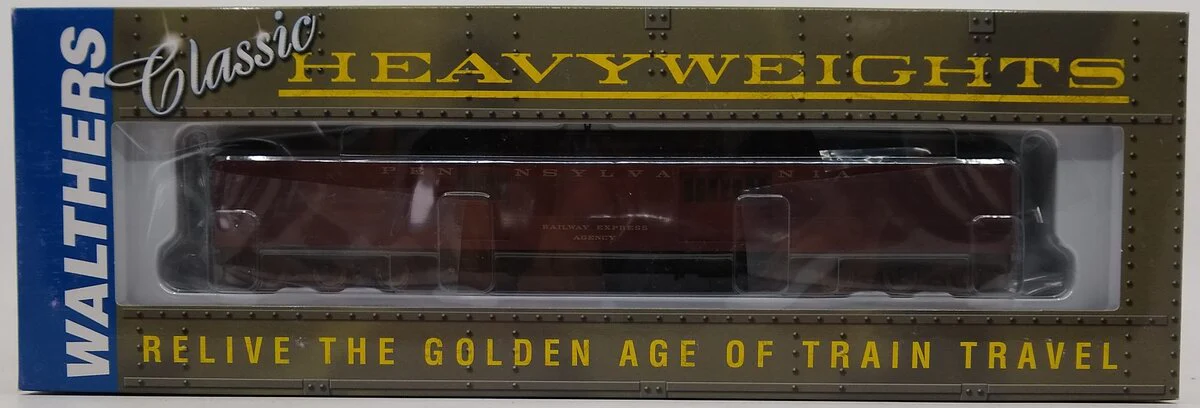 WALTHERS
Classic
HEAVYWEIGHTS
PENNSYLVANIA
RAILWAY EXPRESS
AGENCY
RELIVE THE GOLDEN AGE OF TRAIN TRAVEL